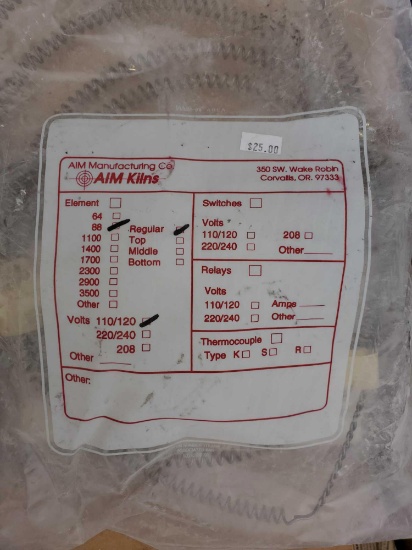 $25.00
AIM Manufacturing Co.
AIM Kilns
350 SW. Wake Robin
Corvallis, OR. 97333
Element
64
88
1100
1400
1700
2300
2900
3500
Other
Regular
Top
Middle
Bottom
Volts 110/120
220/240
208
Other
Other:
Switches
Volts
110/120 208
220/240 Other
Relays
Volts
110/120 Amps
220/240 Other
Thermocouple
Type K S R